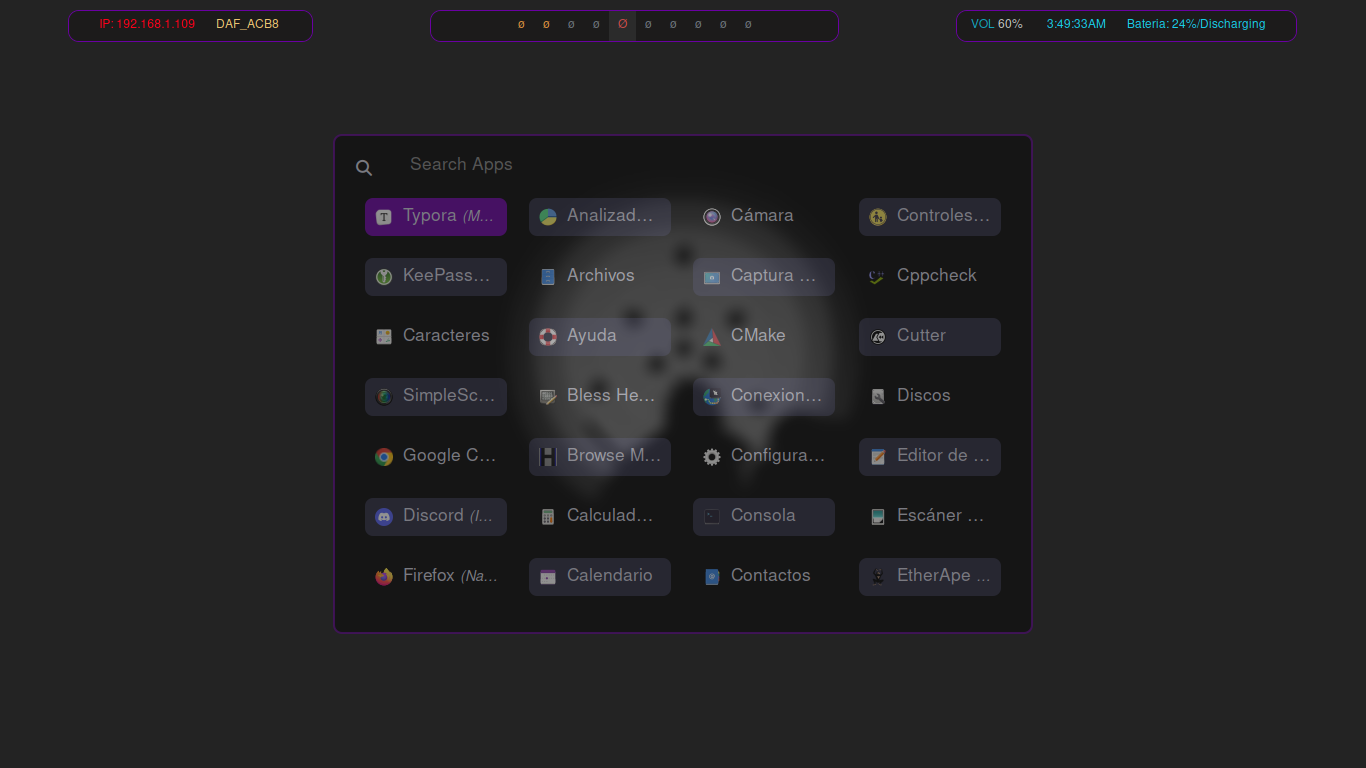 IP: 192.168.1.109 DAF_ACB8
ø ø ø ø Ø ø ø ø ø ø
VOL 60% 3:49:33AM Bateria: 24%/Discharging
Search Apps
Typora (M... Analizad... Cámara Controles...
KeePass... Archivos Captura ... Cppcheck
Caracteres Ayuda CMake Cutter
SimpleSc... Bless He... Conexion... Discos
Google C... Browse M... Configura... Editor de ...
Discord (I... Calculad... Consola Escáner ...
Firefox (Na... Calendario Contactos EtherApe ...